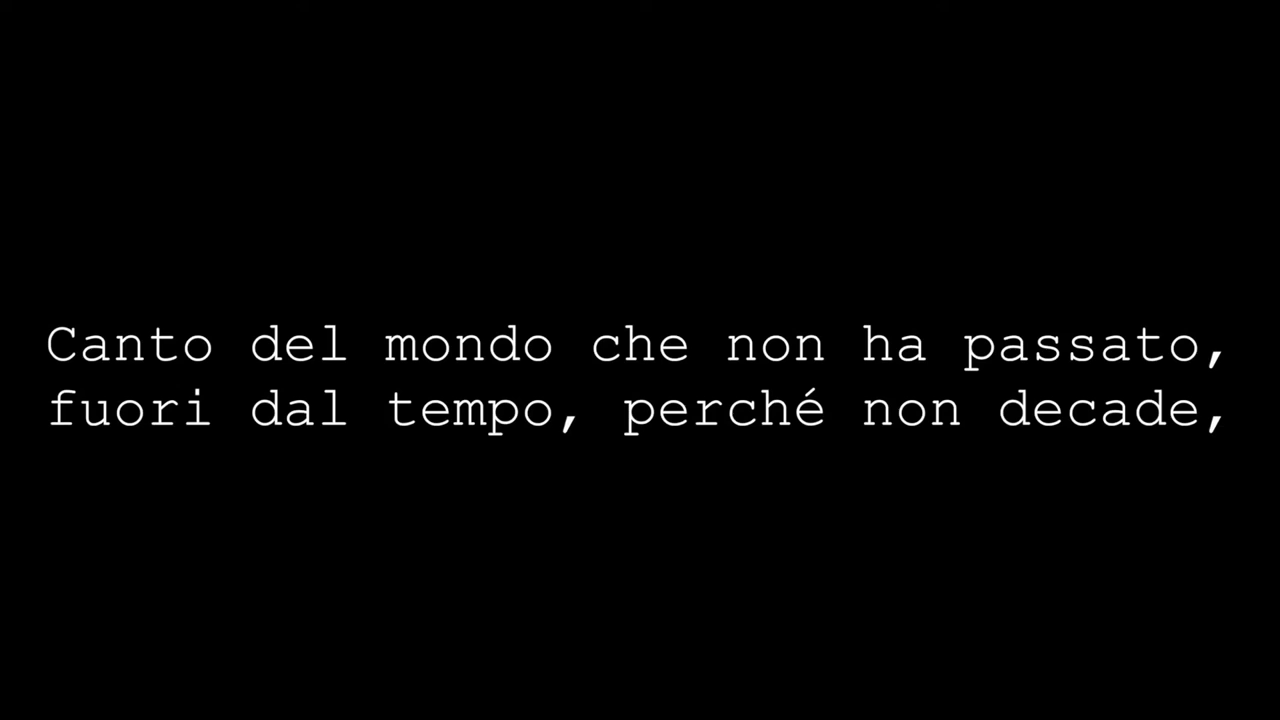 Canto del mondo che non ha passato,
fuori dal tempo, perché non decade,